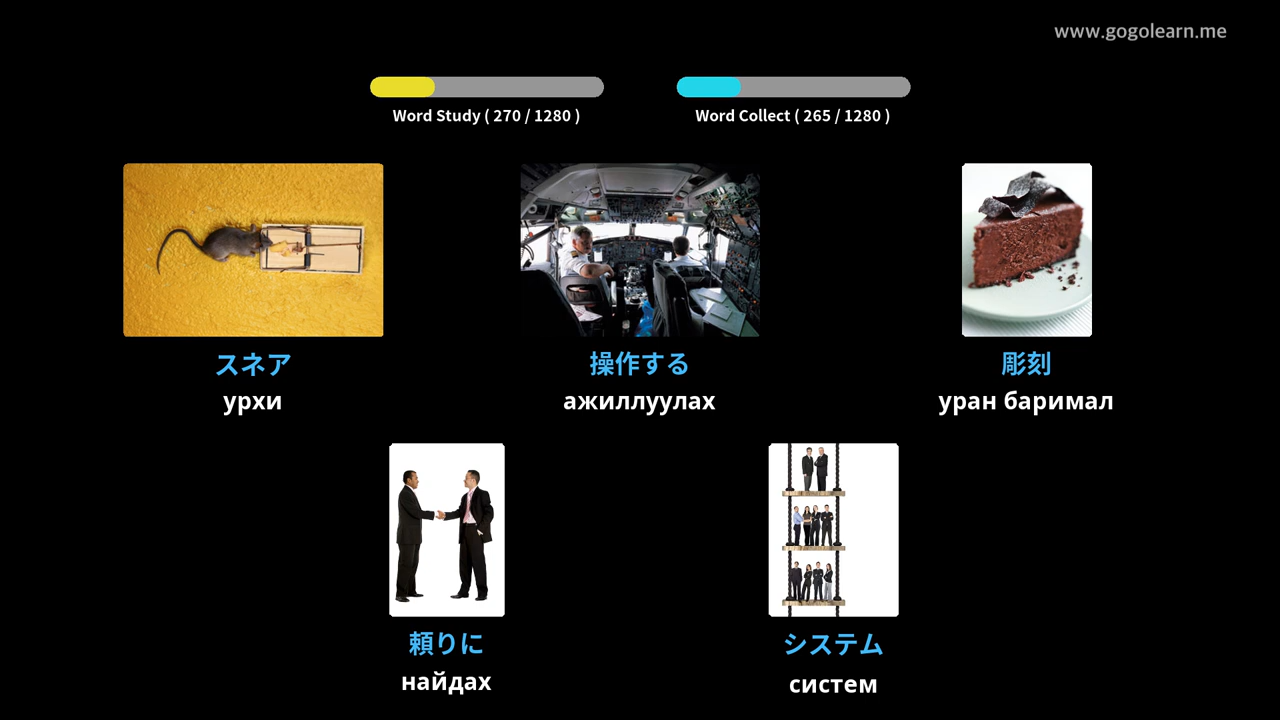 www.gogolearn.me
Word Study ( 270 / 1280 )
Word Collect ( 265 / 1280 )
スネア
урхи
操作する
ажиллуулах
彫刻
уран баримал
頼りに
найдах
システム
систем